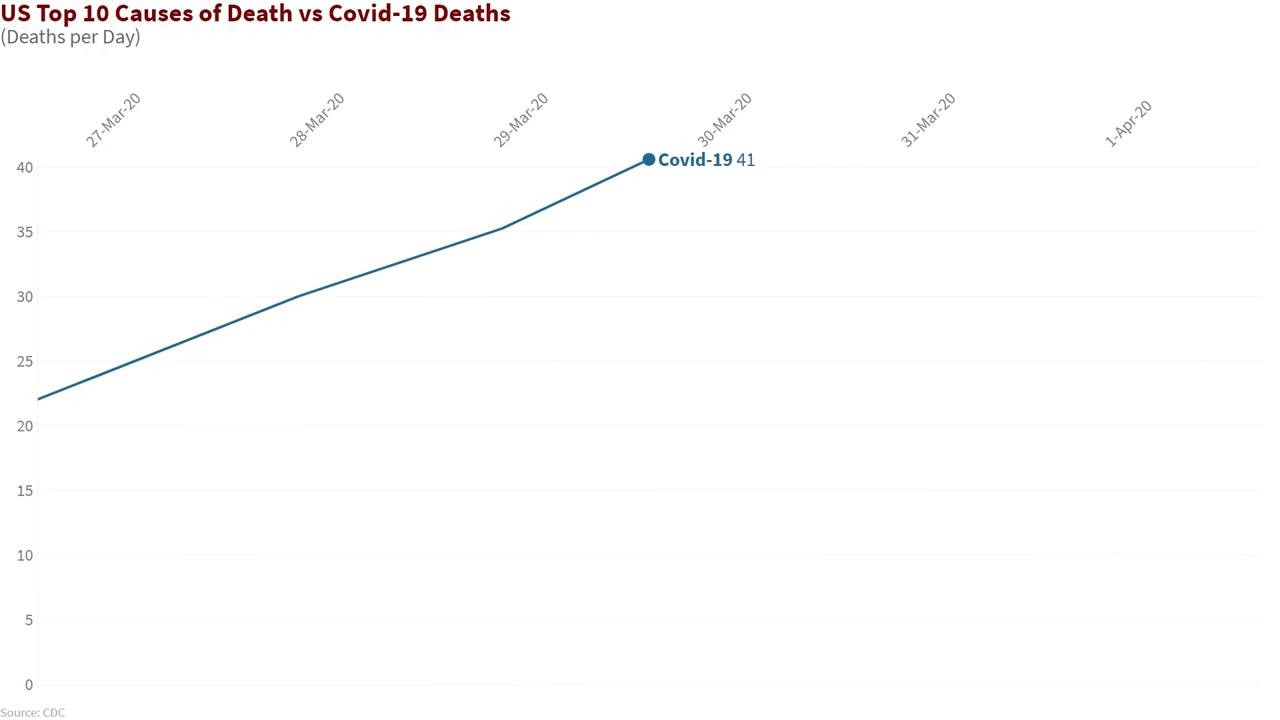 US Top 10 Causes of Death vs Covid-19 Deaths
(Deaths per Day)
27-Mar-20
28-Mar-20
29-Mar-20
30-Mar-20
31-Mar-20
1-Apr-20
Covid-19 41
40
35
30
25
20
15
10
5
0
Source: CDC